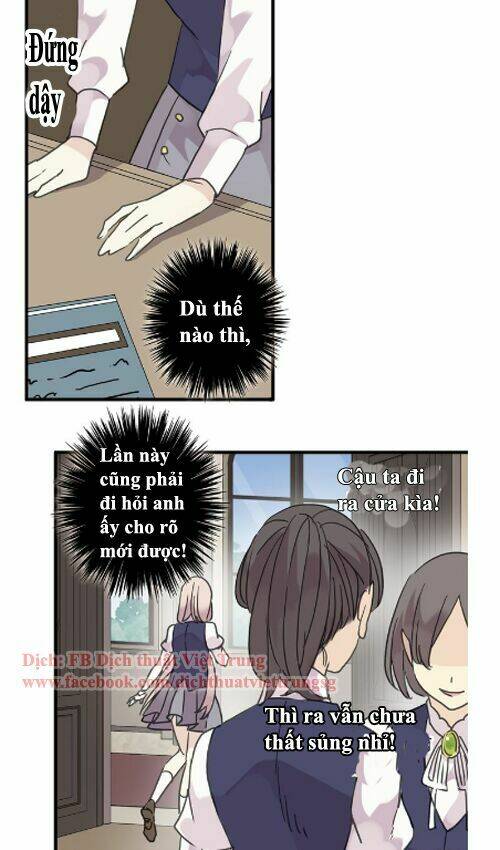 Đứng
dậy
Dù thế
nào thì,
Lần này
cũng phải
đi hỏi anh
ấy cho rõ
mới được!
Cậu ta đi
ra cửa kìa!
Dịch: FB Dịch thuật Việt Trung
www.facebook.com/dichthuatviettrungsg
Thì ra vẫn chưa
thất sủng nhỉ!